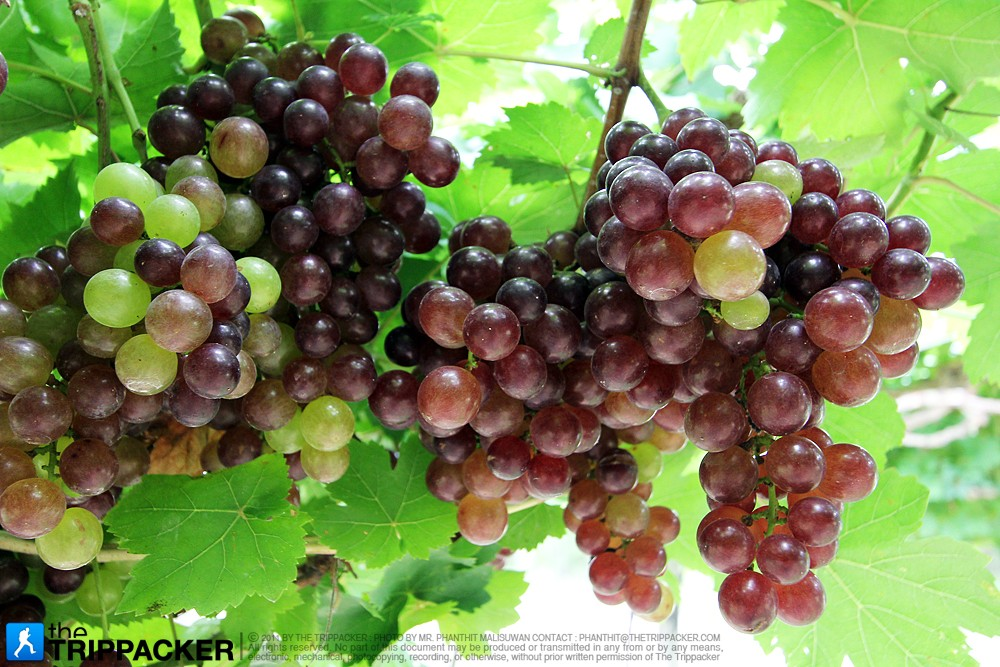 the
TRIPPACKER
© 2011 BY THE TRIPPACKER : PHOTO BY MR. PHANTHIT MALISUWAN CONTACT : PHANTHIT@THETRIPPACKER.COM
All rights reserved. No part of this document may be produced or transmitted in any from or by any means,
electronic, mechanical, photocopying, recording, or otherwise, without prior written permission of The Trippacker